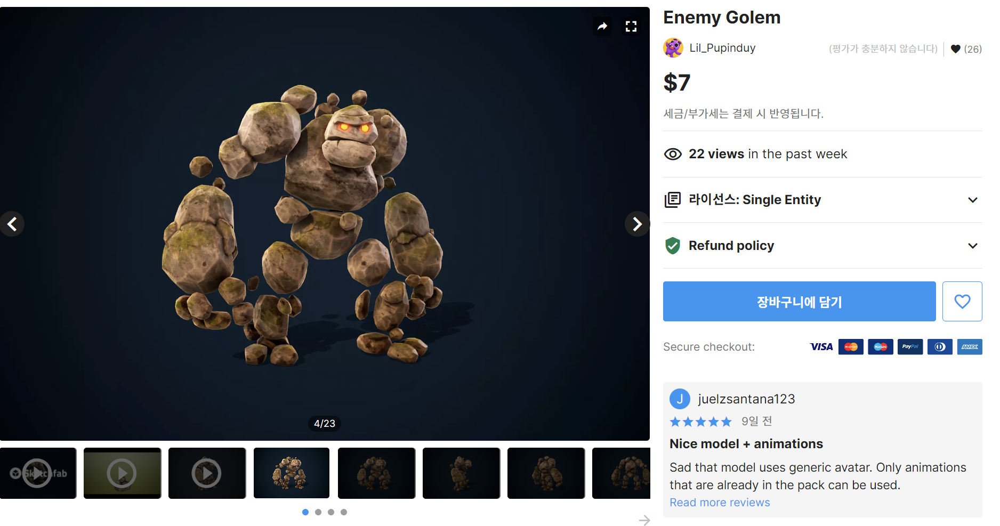 Enemy Golem
Lil_Pupinduy
(평가가 충분하지 않습니다)
(26)
$7
세금/부가세는 결제 시 반영됩니다.
22 views in the past week
라이선스: Single Entity
Refund policy
장바구니에 담기
Secure checkout:
VISA
MasterCard
Maestro
PayPal
AMEX
J
juelzsantana123
9일 전
Nice model + animations
Sad that model uses generic avatar. Only animations
that are already in the pack can be used.
Read more reviews
4/23
Sketchfab